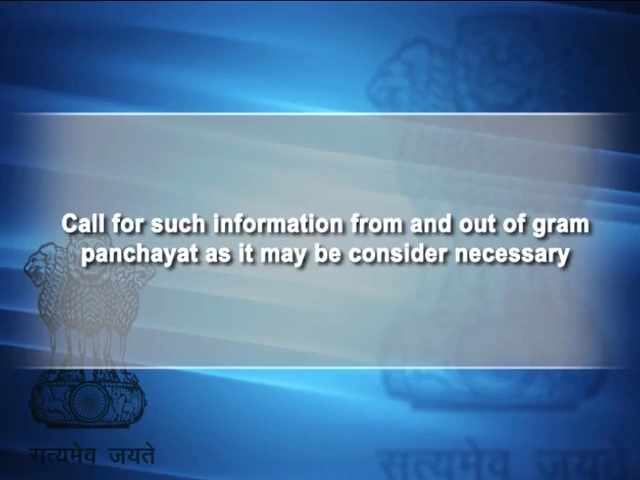 Call for such information from and out of gram
panchayat as it may be consider necessary
सत्यमेव जयते
सत्यमेव जयते